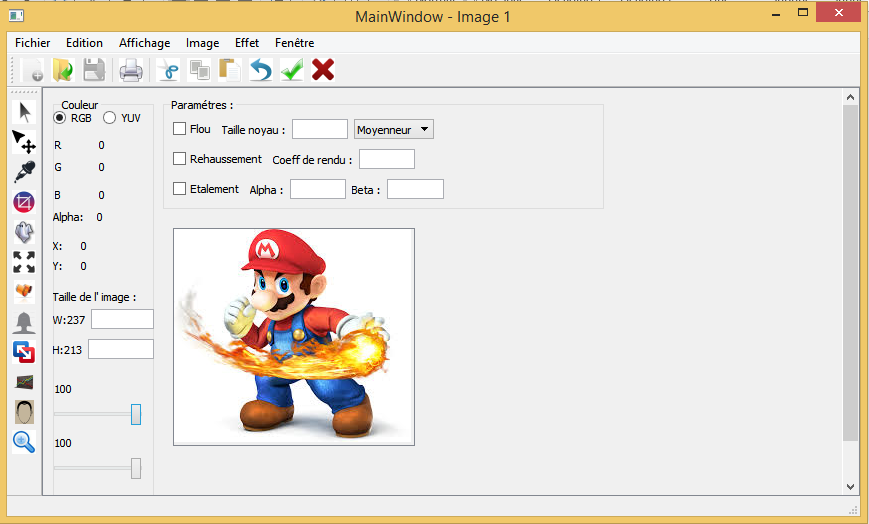 MainWindow - Image 1
Fichier Edition Affichage Image Effet Fenêtre
Couleur
RGB YUV
R 0
G 0
B 0
Alpha: 0
X: 0
Y: 0
Taille de l' image :
W:237
H:213
100
100
Paramétres :
Flou Taille noyau : Moyenneur
Rehaussement Coeff de rendu :
Etalement Alpha : Beta :
M